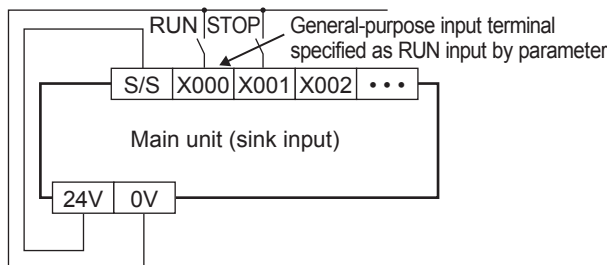 RUN STOP General-purpose input terminal
specified as RUN input by parameter
S/S X000 X001 X002 •••
Main unit (sink input)
24V 0V